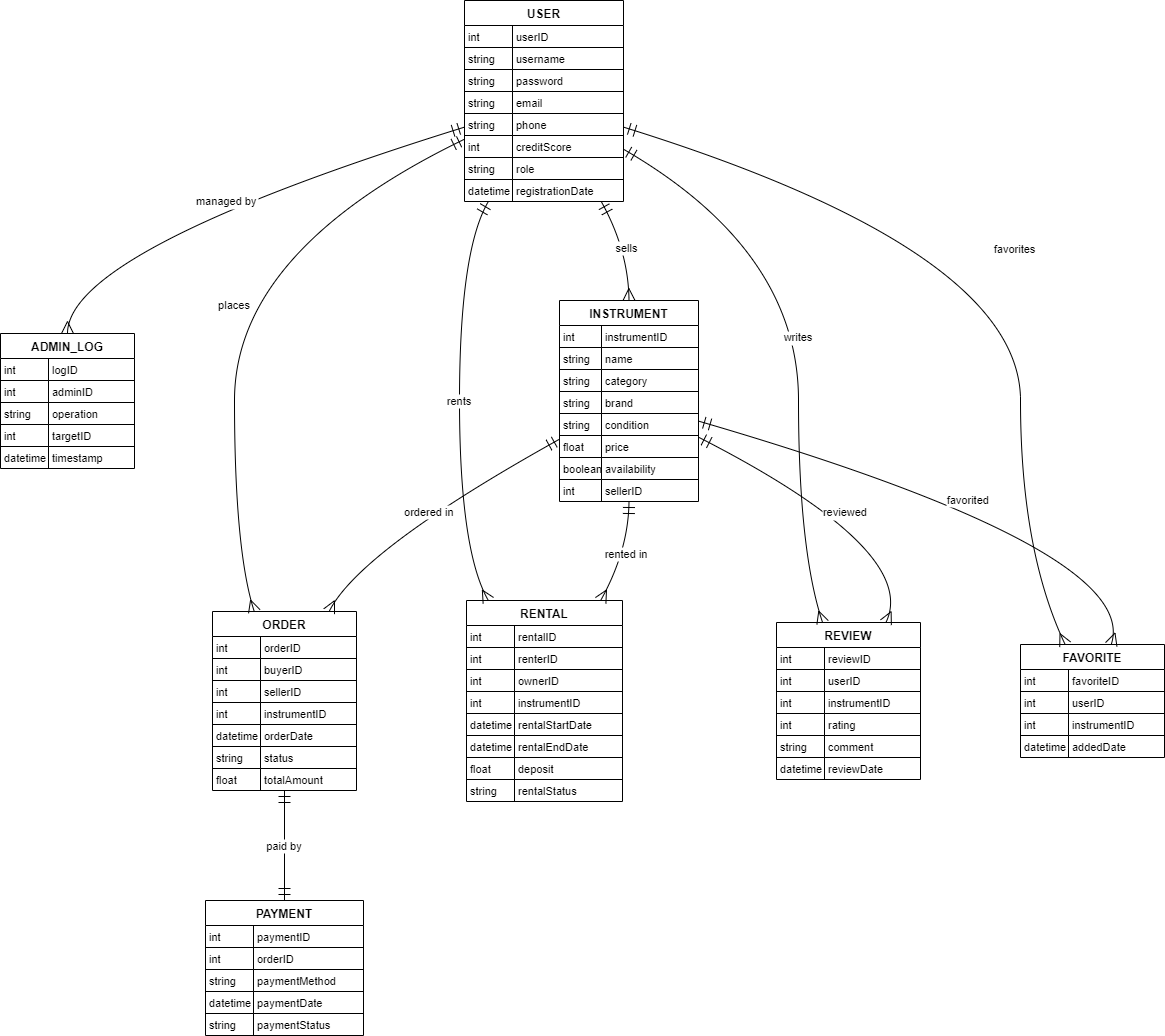 USER
int userID
string username
string password
string email
string phone
int creditScore
string role
datetime registrationDate
managed by
places
rents
sells
writes
favorites
ADMIN_LOG
int logID
int adminID
string operation
int targetID
datetime timestamp
INSTRUMENT
int instrumentID
string name
string category
string brand
string condition
float price
boolean availability
int sellerID
ordered in
rented in
reviewed
favorited
ORDER
int orderID
int buyerID
int sellerID
int instrumentID
datetime orderDate
string status
float totalAmount
RENTAL
int rentalID
int renterID
int ownerID
int instrumentID
datetime rentalStartDate
datetime rentalEndDate
float deposit
string rentalStatus
REVIEW
int reviewID
int userID
int instrumentID
int rating
string comment
datetime reviewDate
FAVORITE
int favoriteID
int userID
int instrumentID
datetime addedDate
paid by
PAYMENT
int paymentID
int orderID
string paymentMethod
datetime paymentDate
string paymentStatus